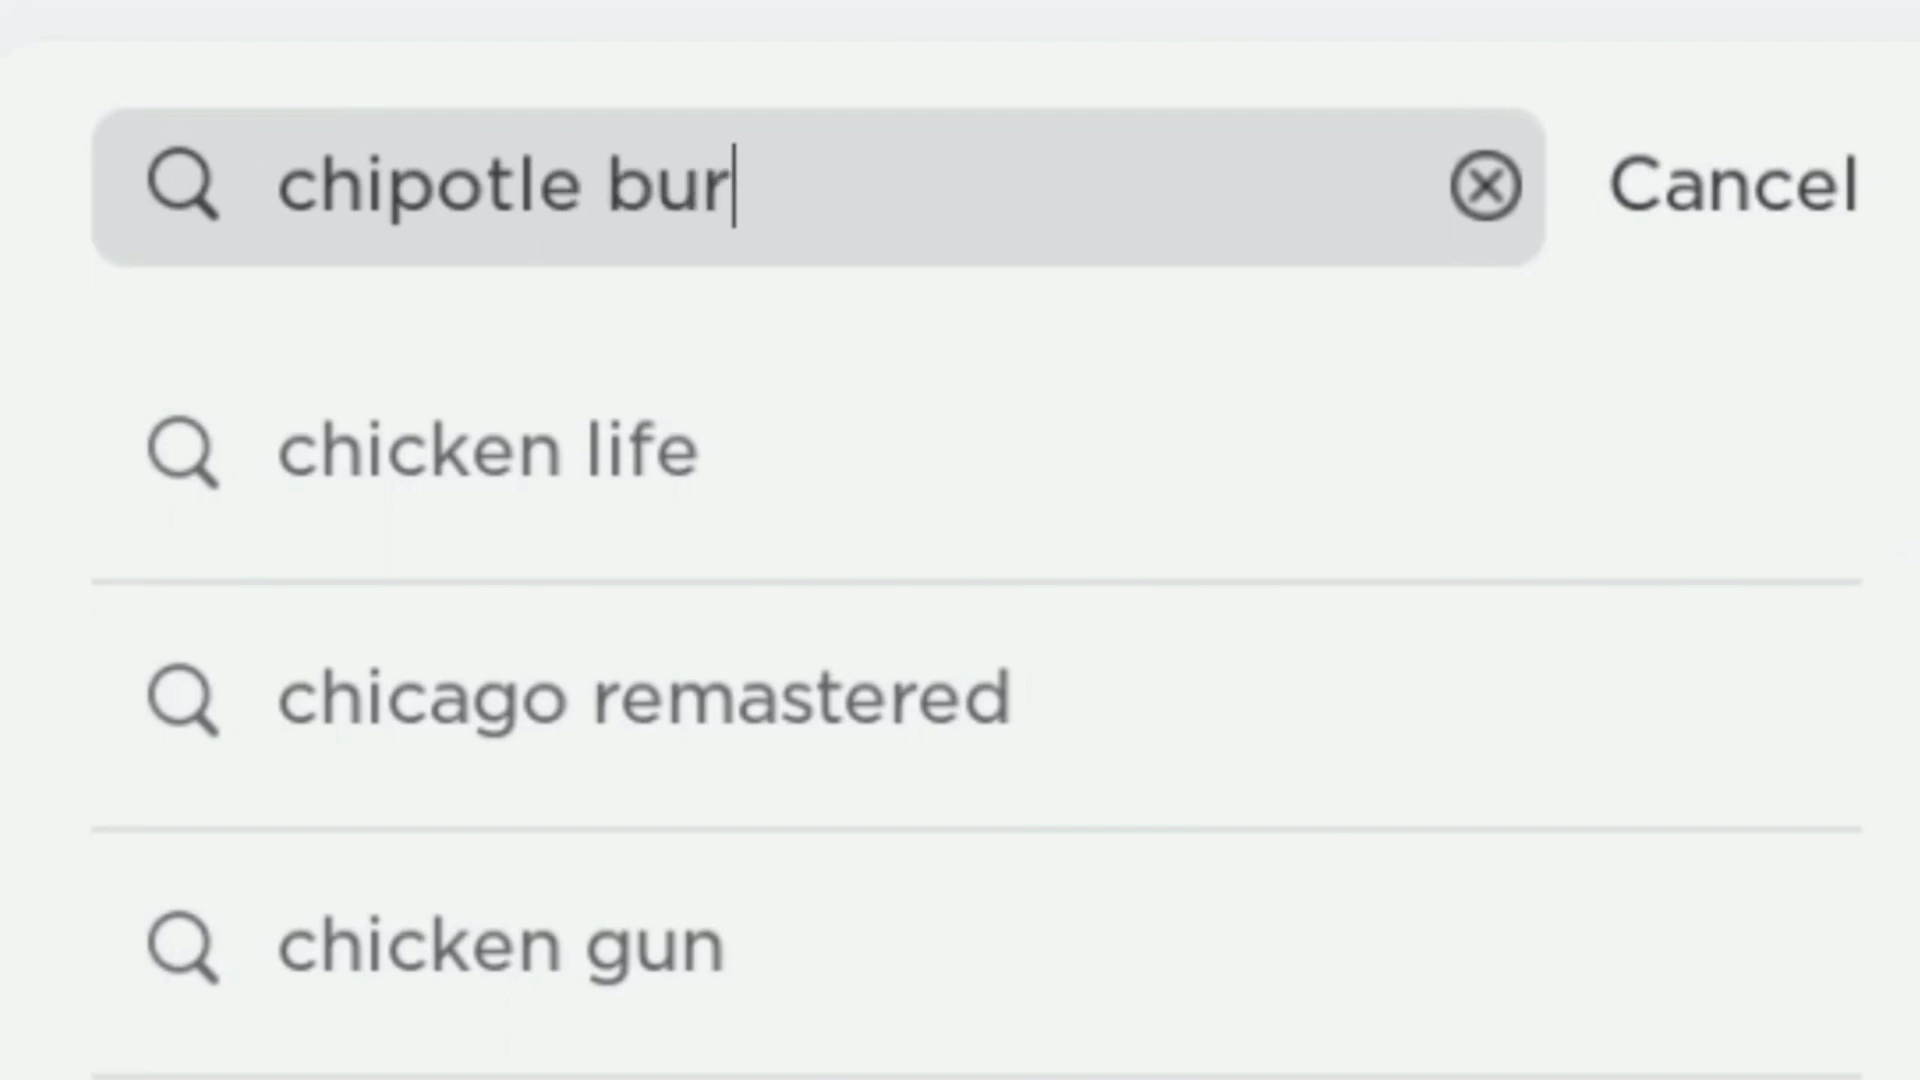 chipotle bur
Cancel
chicken life
chicago remastered
chicken gun